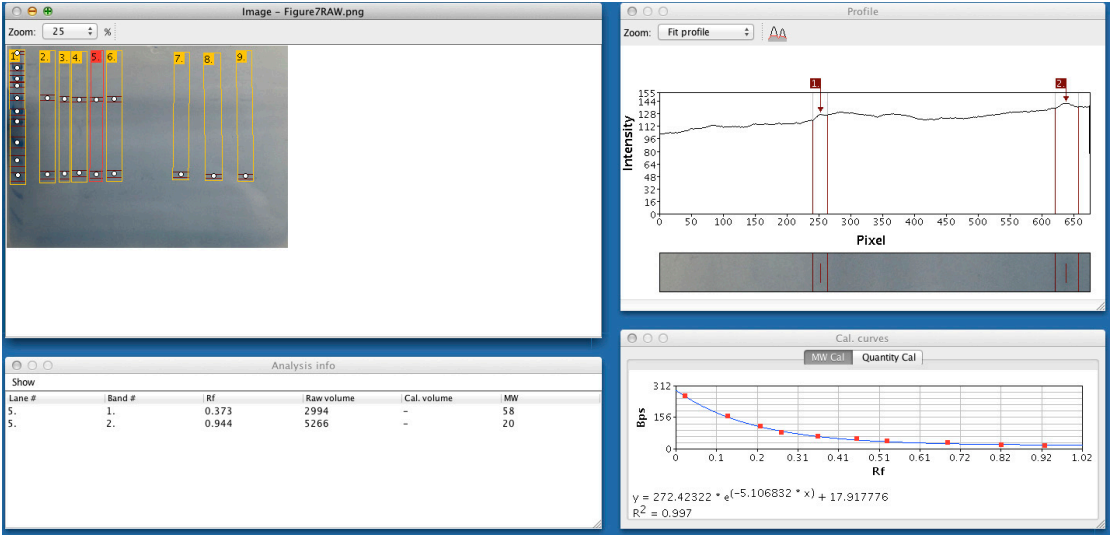 Image – Figure7RAW.png
Zoom: 25 %
1. 2. 3. 4. 5. 6. 7. 8. 9.
Analysis info
Show
Lane # Band # Rf Raw volume Cal. volume MW
5. 1. 0.373 2994 – 58
5. 2. 0.944 5266 – 20
Profile
Zoom: Fit profile
1. 2.
155
144
128
112
96
80
64
48
32
16
0
Intensity
0 50 100 150 200 250 300 350 400 450 500 550 600 650
Pixel
Cal. curves
MW Cal Quantity Cal
312
156
0
Bps
0 0.1 0.2 0.31 0.41 0.51 0.61 0.72 0.82 0.92 1.02
Rf
y = 272.42322 * e(−5.106832 * x) + 17.917776
R2 = 0.997